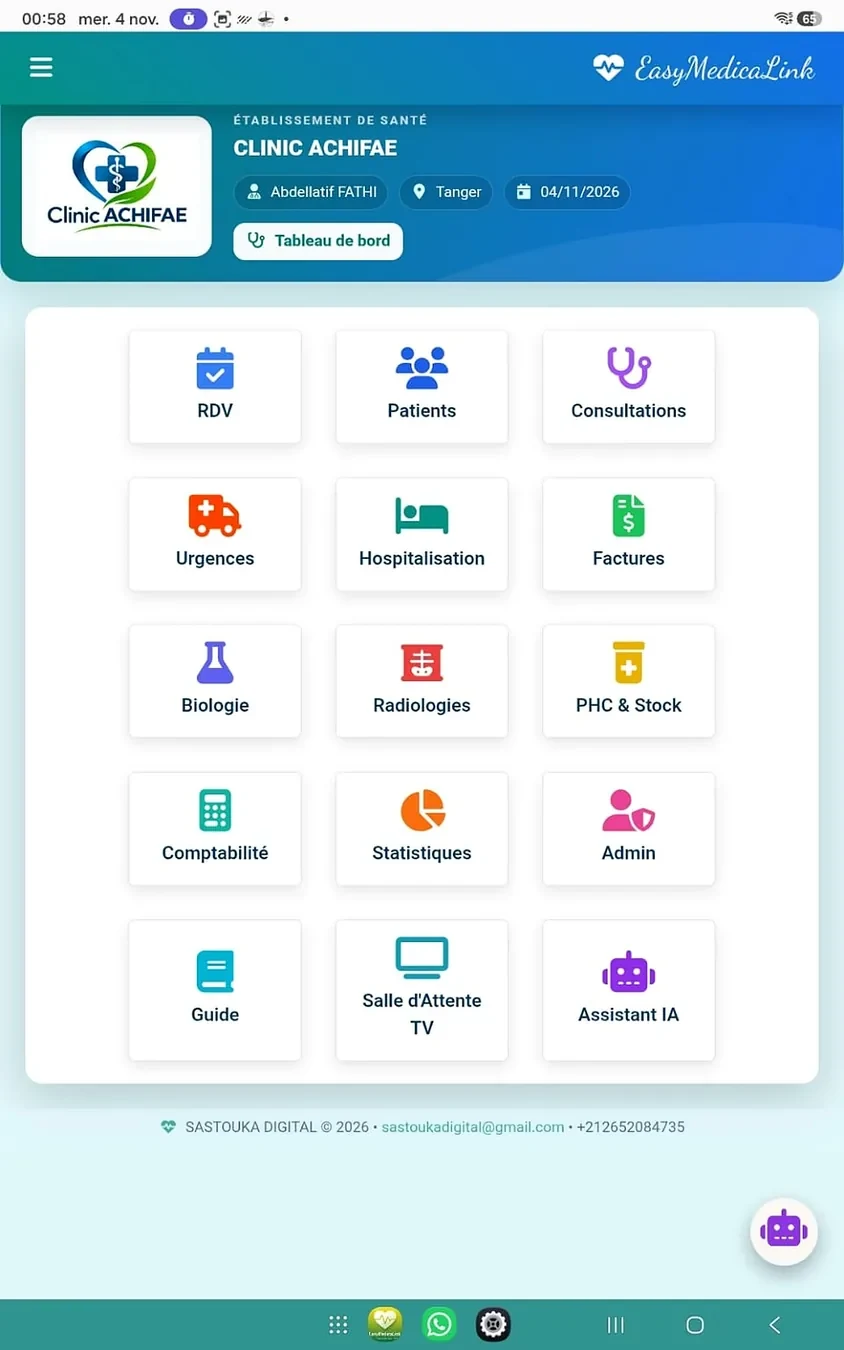 00:58 mer. 4 nov.
65
EasyMedicaLink
ÉTABLISSEMENT DE SANTÉ
CLINIC ACHIFAE
Clinic ACHIFAE
Abdellatif FATHI
Tanger
04/11/2026
Tableau de bord
RDV
Patients
Consultations
Urgences
Hospitalisation
Factures
Biologie
Radiologies
PHC & Stock
Comptabilité
Statistiques
Admin
Guide
Salle d'Attente
TV
Assistant IA
SASTOUKA DIGITAL © 2026 • sastoukadigital@gmail.com • +212652084735